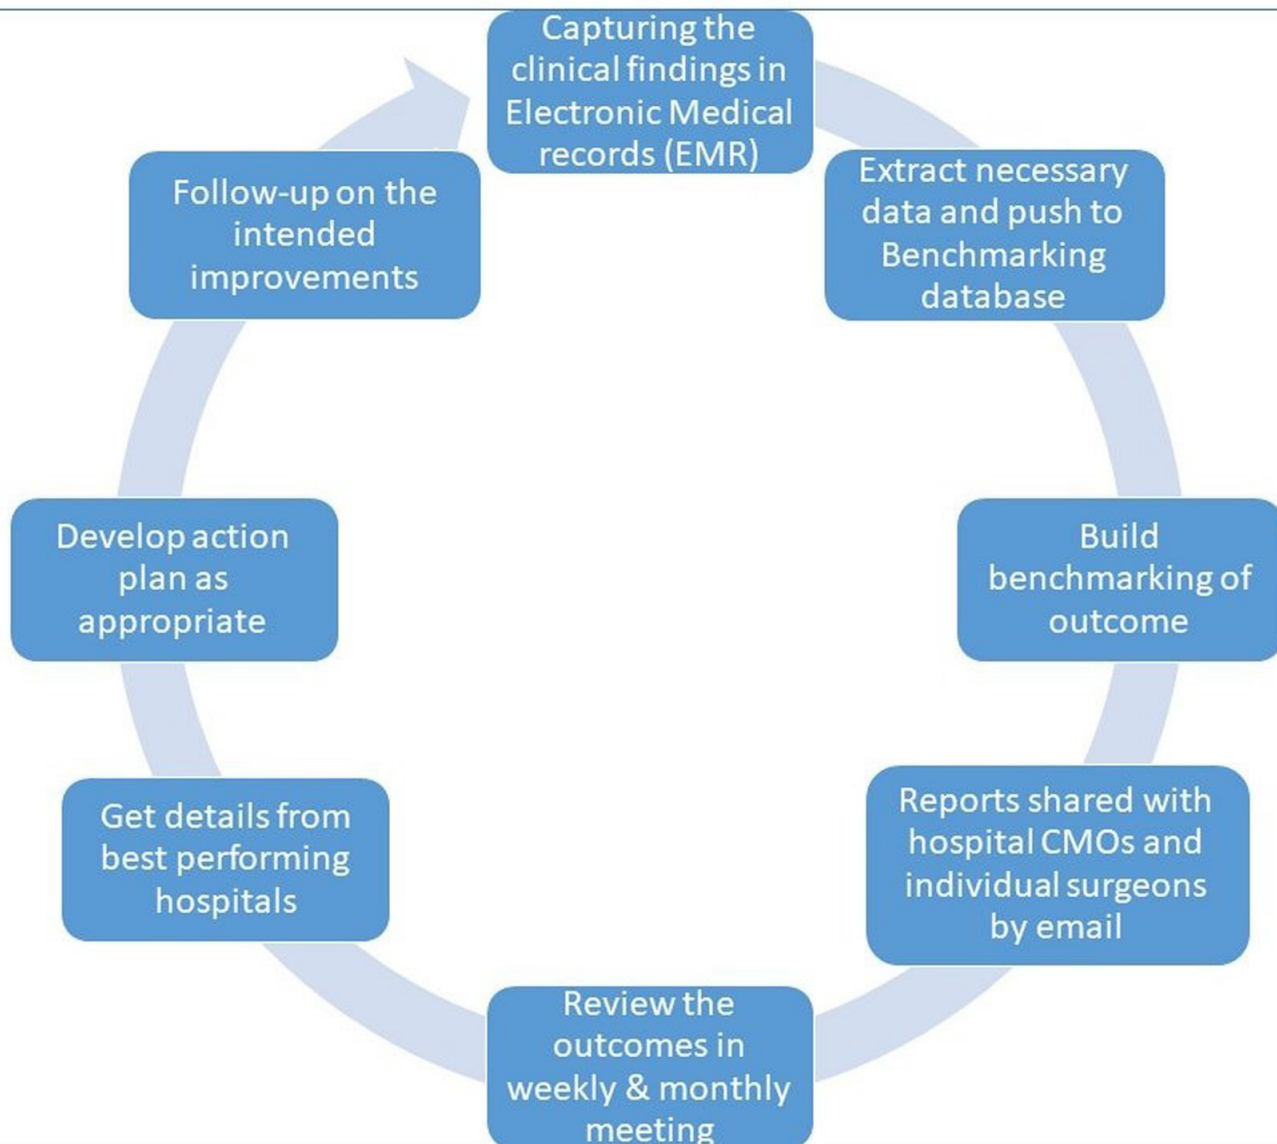 Capturing the
clinical findings in
Electronic Medical
records (EMR)
Extract necessary
data and push to
Benchmarking
database
Build
benchmarking of
outcome
Reports shared with
hospital CMOs and
individual surgeons
by email
Review the
outcomes in
weekly & monthly
meeting
Get details from
best performing
hospitals
Develop action
plan as
appropriate
Follow-up on the
intended
improvements